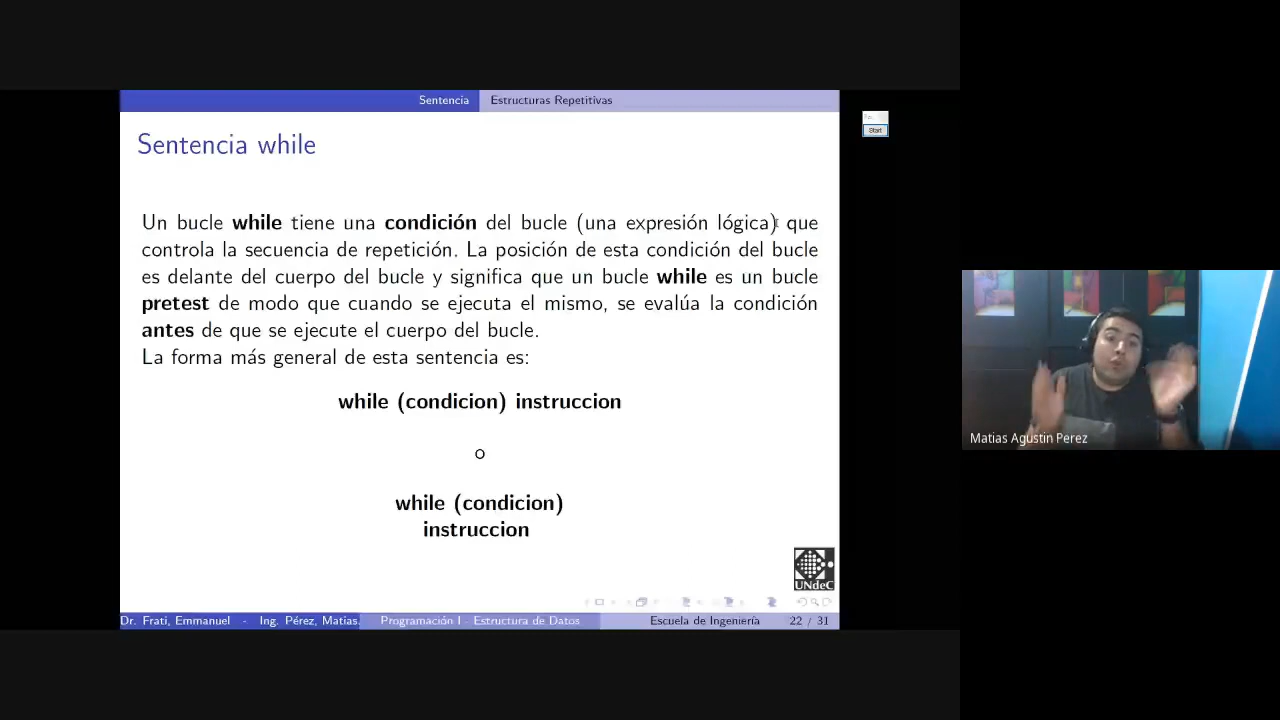 Sentencia Estructuras Repetitivas
Sentencia while
Un bucle while tiene una condición del bucle (una expresión lógica) que
controla la secuencia de repetición. La posición de esta condición del bucle
es delante del cuerpo del bucle y significa que un bucle while es un bucle
pretest de modo que cuando se ejecuta el mismo, se evalúa la condición
antes de que se ejecute el cuerpo del bucle.
La forma más general de esta sentencia es:
while (condicion) instruccion
o
while (condicion)
instruccion
UNdeC
Dr. Frati, Emmanuel - Ing. Pérez, Matías. Programación I - Estructura de Datos Escuela de Ingeniería 22 / 31
Start
Matias Agustin Perez